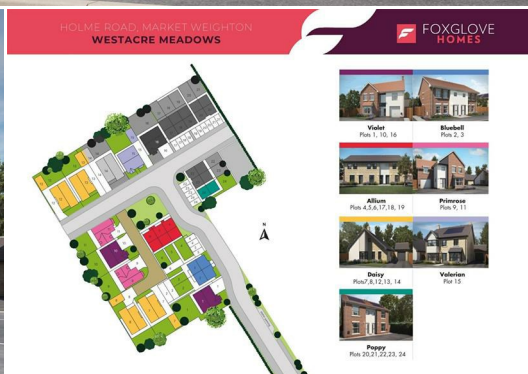 HOLME ROAD, MARKET WEIGHTON
WESTACRE MEADOWS
FOXGLOVE
HOMES
Violet
Plots 1, 10, 16
Bluebell
Plots 2, 3
Allium
Plots 4,5,6,17,18, 19
Primrose
Plots 9, 11
Daisy
Plots7,8,12,13, 14
Valerian
Plot 15
Poppy
Plots 20,21,22,23, 24
N